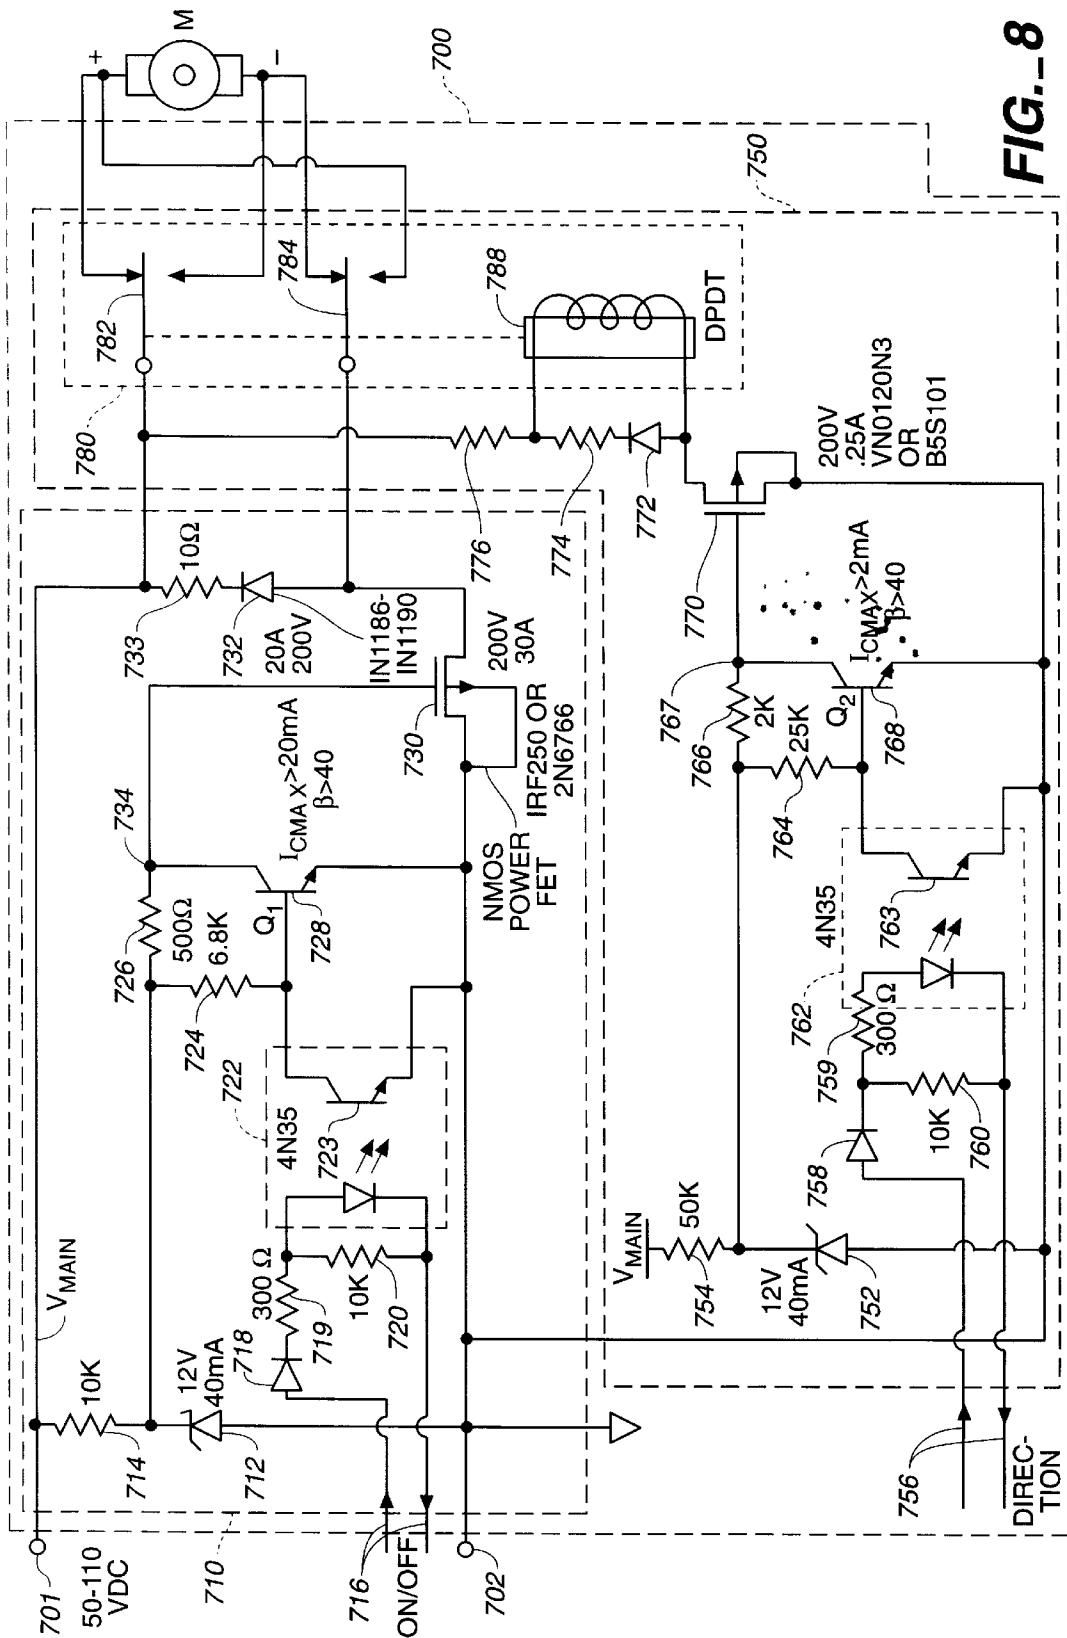 701
50-110
VDC
V_MAIN
10K
714
12V
40mA
712
710
716
ON/OFF
702
718
300 Ω
719
10K
720
4N35
722
723
724
6.8K
726
500Ω
734
Q1
728
I_CMAX>20mA
β>40
NMOS
POWER
FET
730
IRF250 OR
2N6766
200V
30A
733
10Ω
732
20A
200V
IN1186-
IN1190
780
782
784
788
DPDT
776
774
772
770
200V
.25A
VN0120N3
OR
B5S101
M
+
−
700
750
V_MAIN
50K
754
12V
40mA
752
756
DIREC-
TION
758
759
300 Ω
10K
760
762
4N35
763
764
25K
766
2K
767
Q2
768
I_CMAX>2mA
β>40
FIG._8